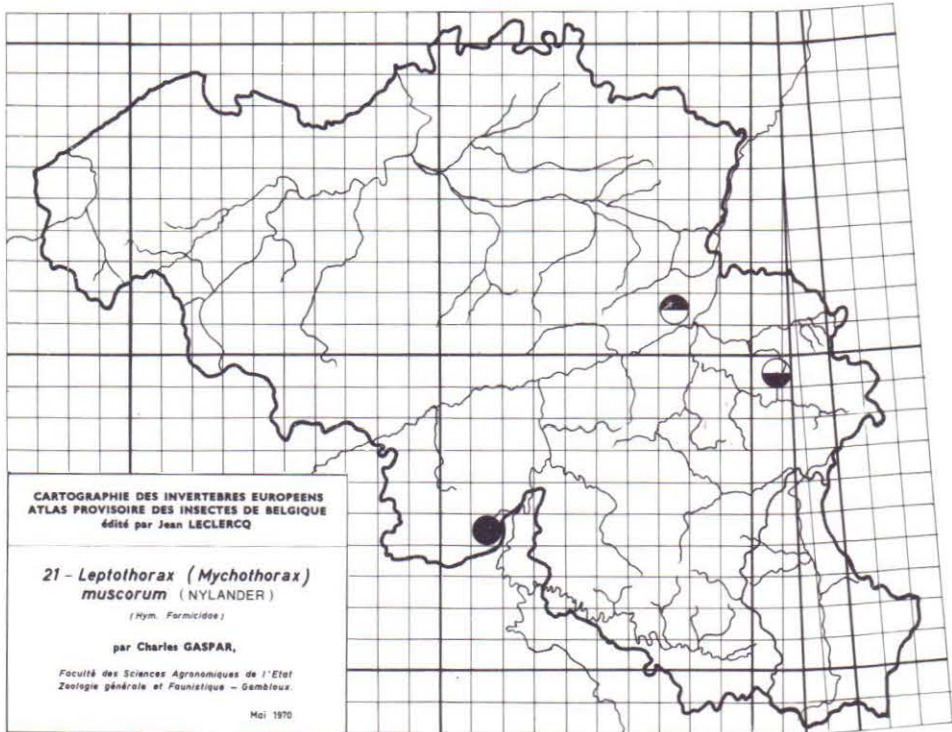 CARTOGRAPHIE DES INVERTEBRES EUROPEENS
ATLAS PROVISOIRE DES INSECTES DE BELGIQUE
édité par Jean LECLERCQ
21 - Leptothorax (Mychothorax)
muscorum (NYLANDER)
(Hym. Formicidae)
par Charles GASPAR,
Faculté des Sciences Agronomiques de l'Etat
Zoologie générale et Faunistique - Gembloux.
Mai 1970